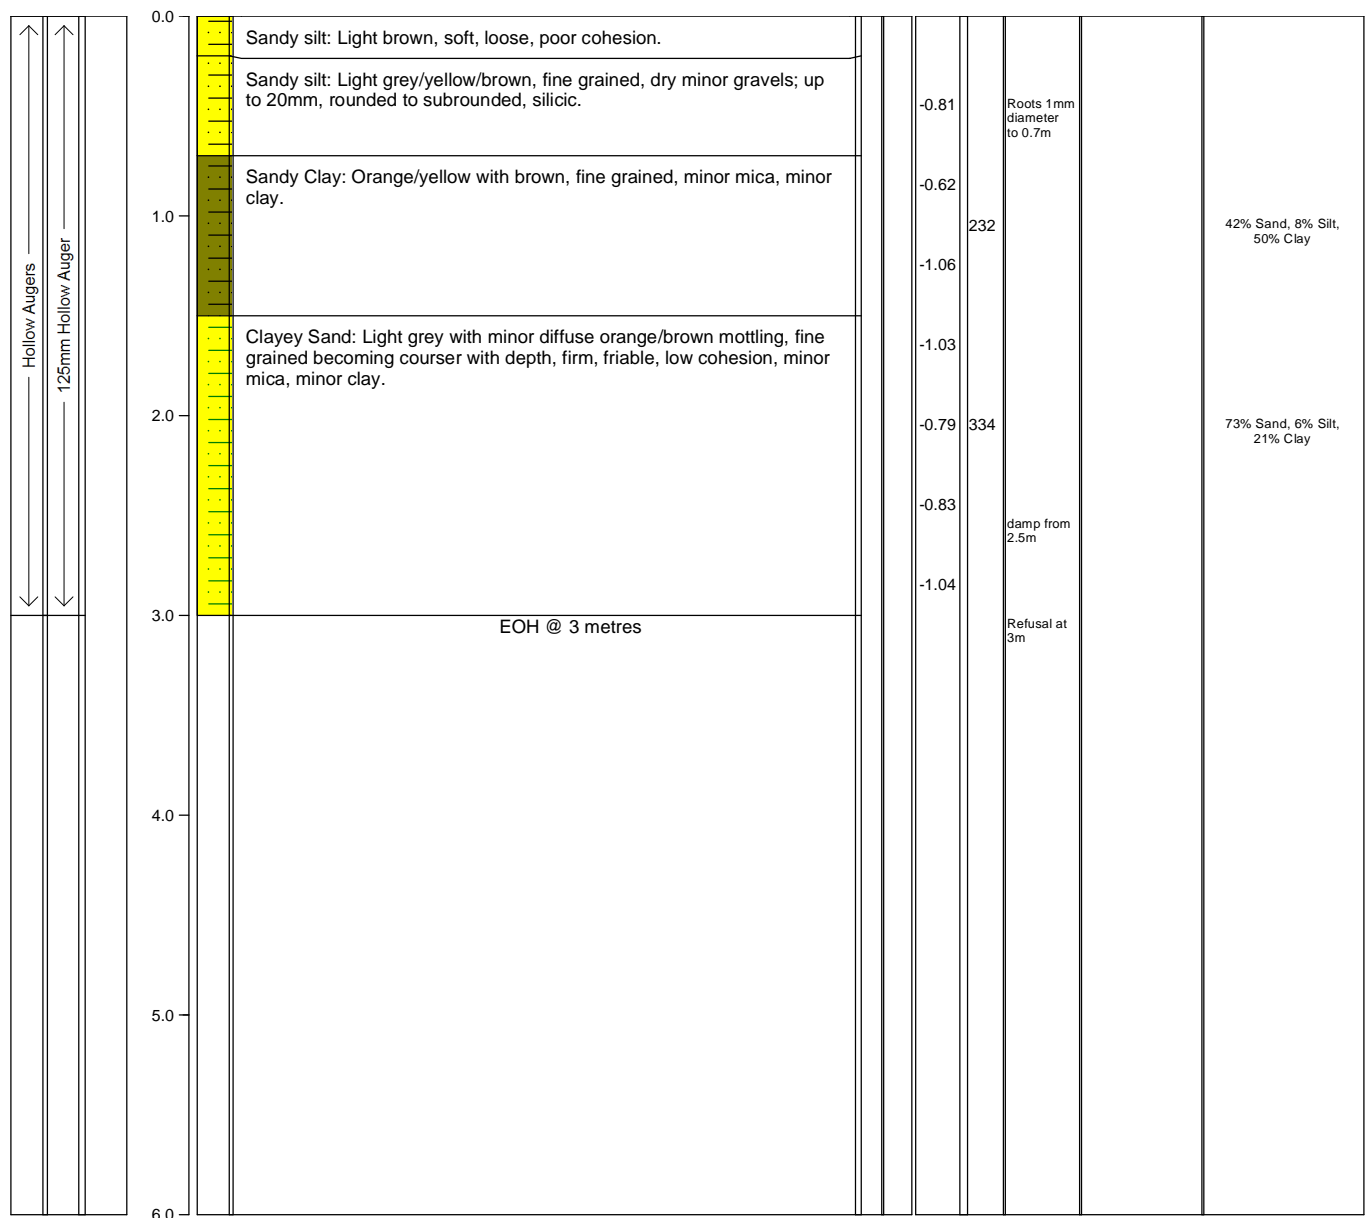 0.0
Sandy silt: Light brown, soft, loose, poor cohesion.
Sandy silt: Light grey/yellow/brown, fine grained, dry minor gravels; up
to 20mm, rounded to subrounded, silicic.
-0.81
Roots 1mm
diameter
to 0.7m
Sandy Clay: Orange/yellow with brown, fine grained, minor mica, minor
clay.
-0.62
1.0
232
42% Sand, 8% Silt,
50% Clay
-1.06
Hollow Augers
125mm Hollow Auger
Clayey Sand: Light grey with minor diffuse orange/brown mottling, fine
grained becoming courser with depth, firm, friable, low cohesion, minor
mica, minor clay.
-1.03
2.0
-0.79
334
73% Sand, 6% Silt,
21% Clay
-0.83
damp from
2.5m
-1.04
3.0
EOH @ 3 metres
Refusal at
3m
4.0
5.0
6.0